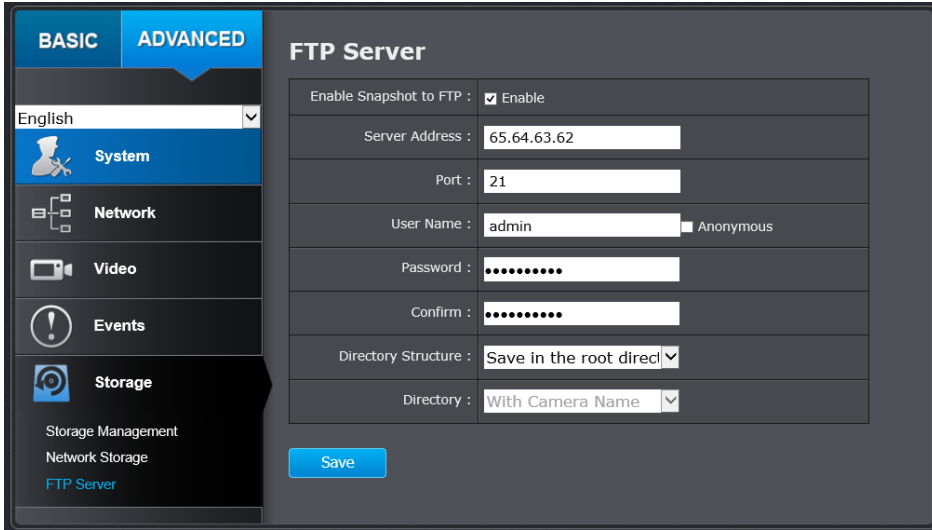 BASIC ADVANCED
English
System
Network
Video
Events
Storage
Storage Management
Network Storage
FTP Server
FTP Server
Enable Snapshot to FTP : Enable
Server Address : 65.64.63.62
Port : 21
User Name : admin Anonymous
Password : ••••••••••
Confirm : ••••••••••
Directory Structure : Save in the root direct
Directory : With Camera Name
Save